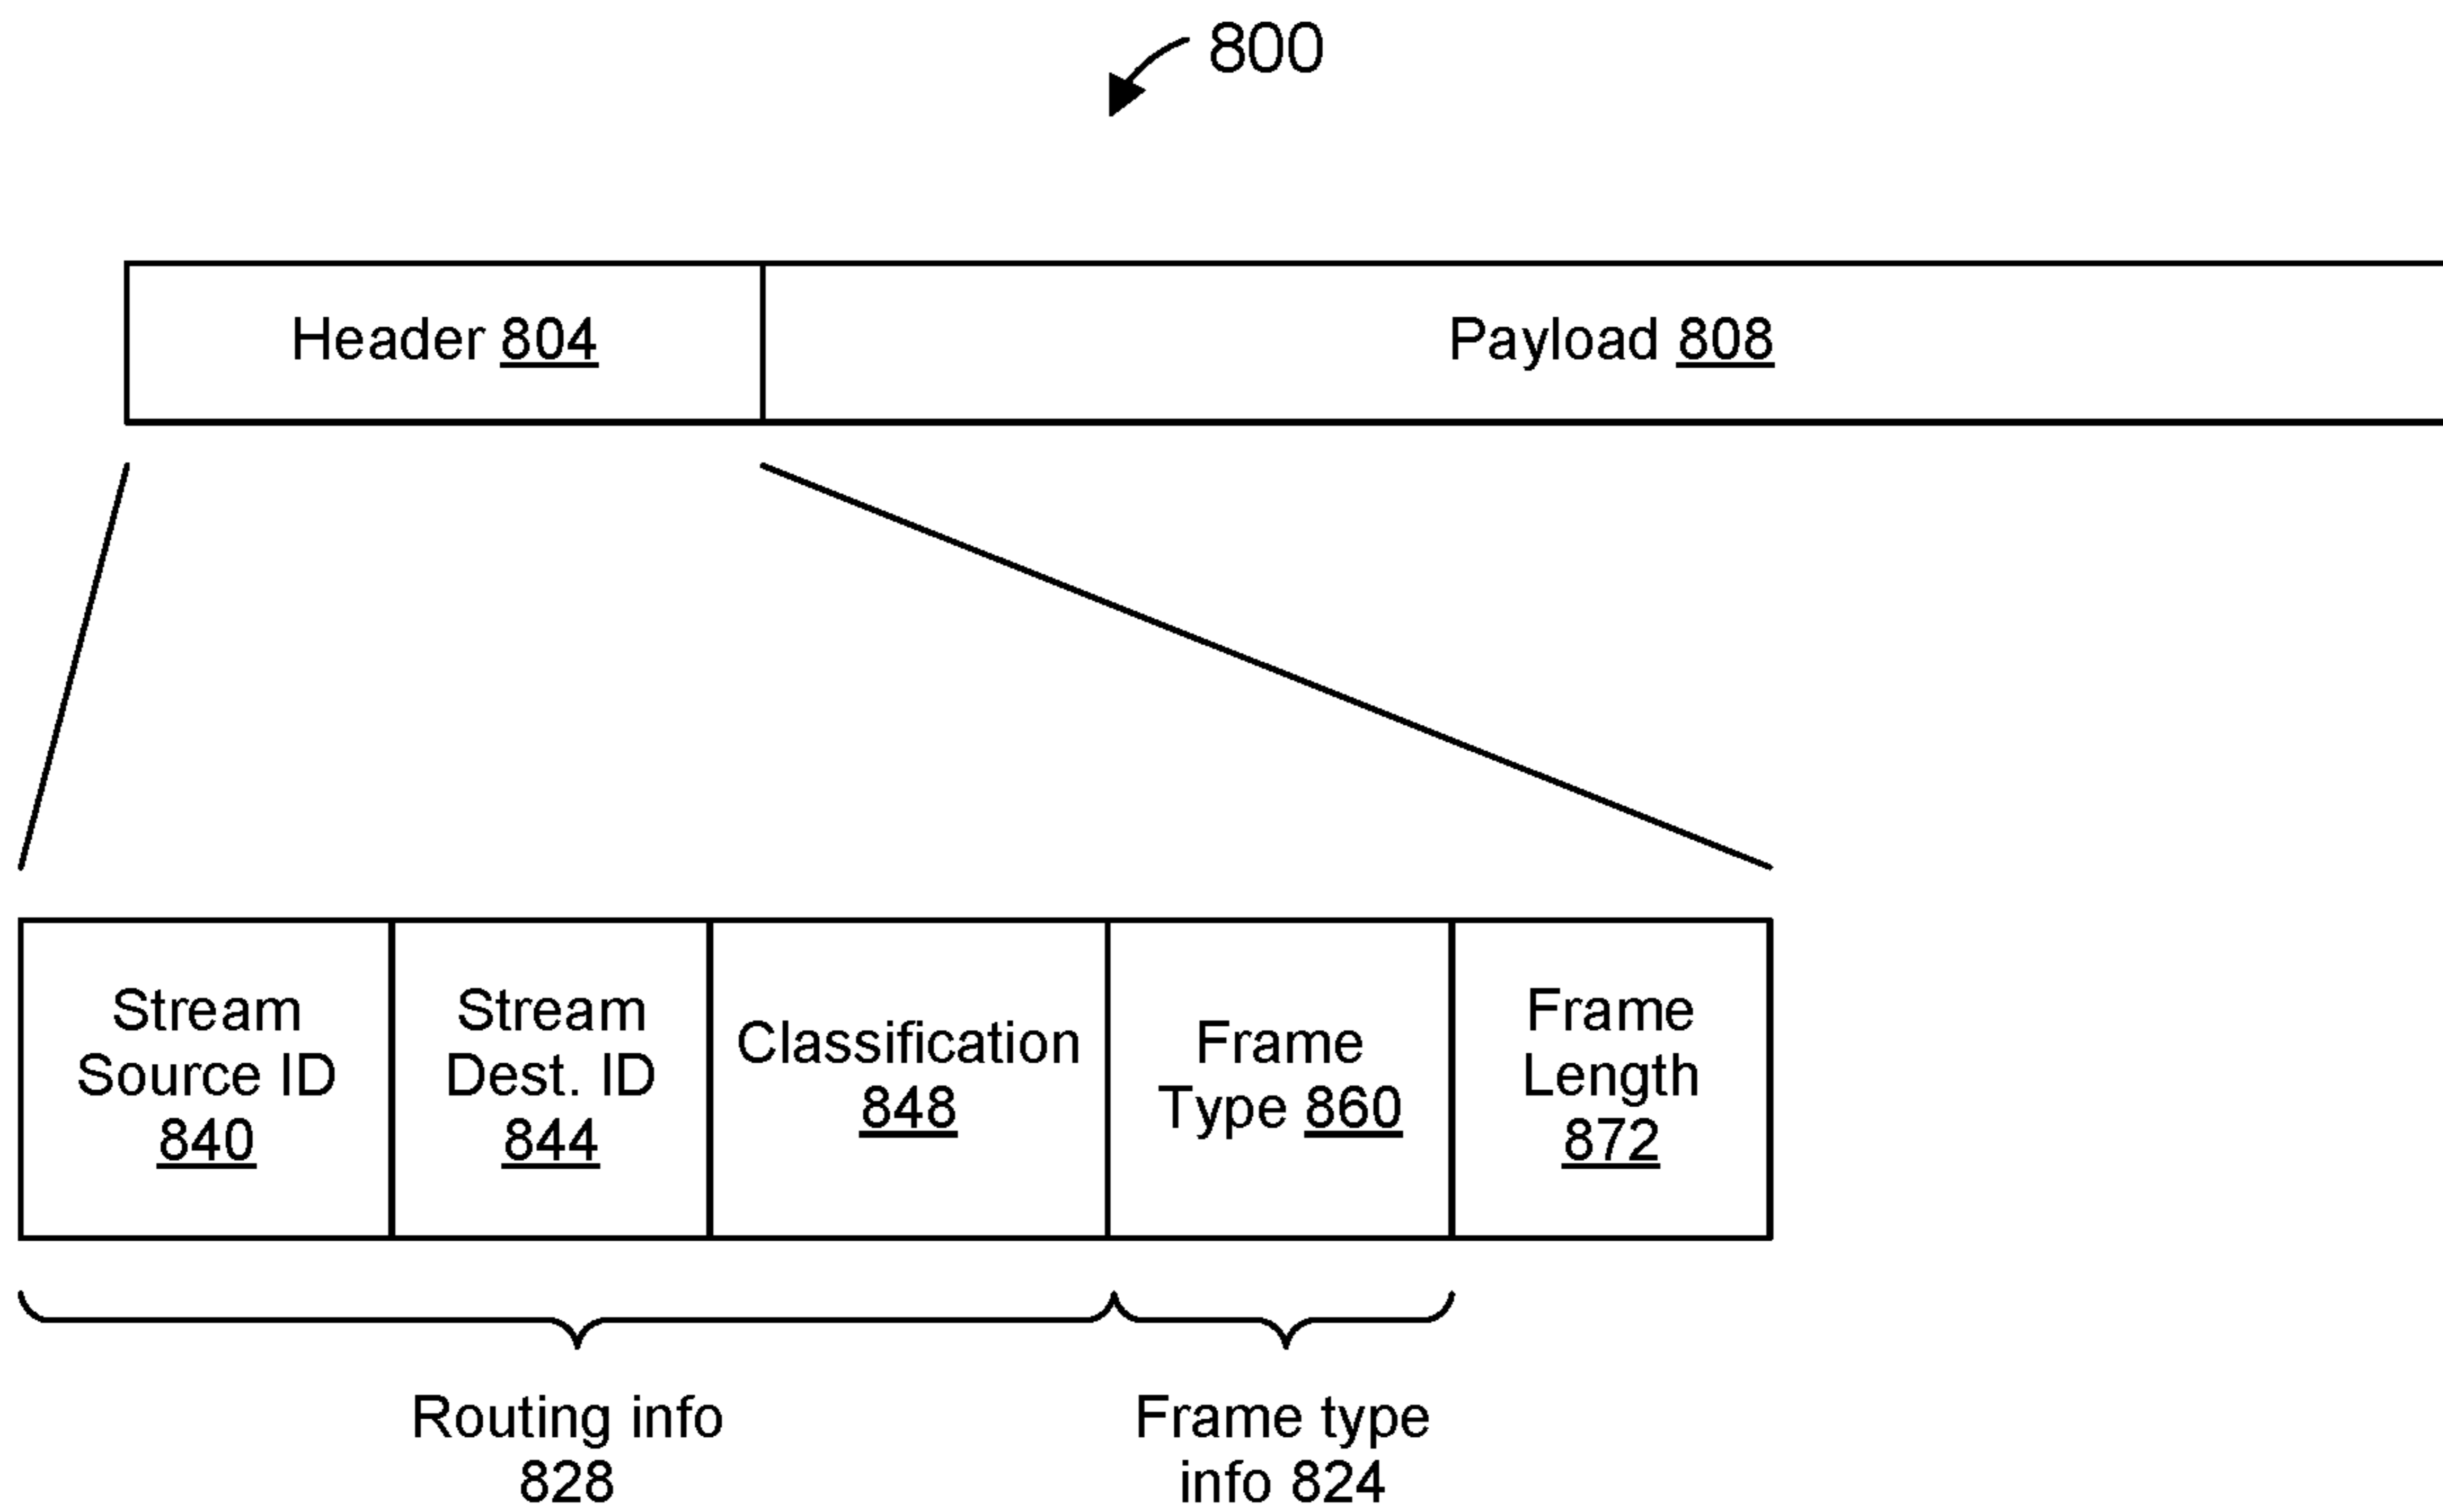 800
Header 804
Payload 808
Stream
Source ID
840
Stream
Dest. ID
844
Classification
848
Frame
Type 860
Frame
Length
872
Routing info
828
Frame type
info 824